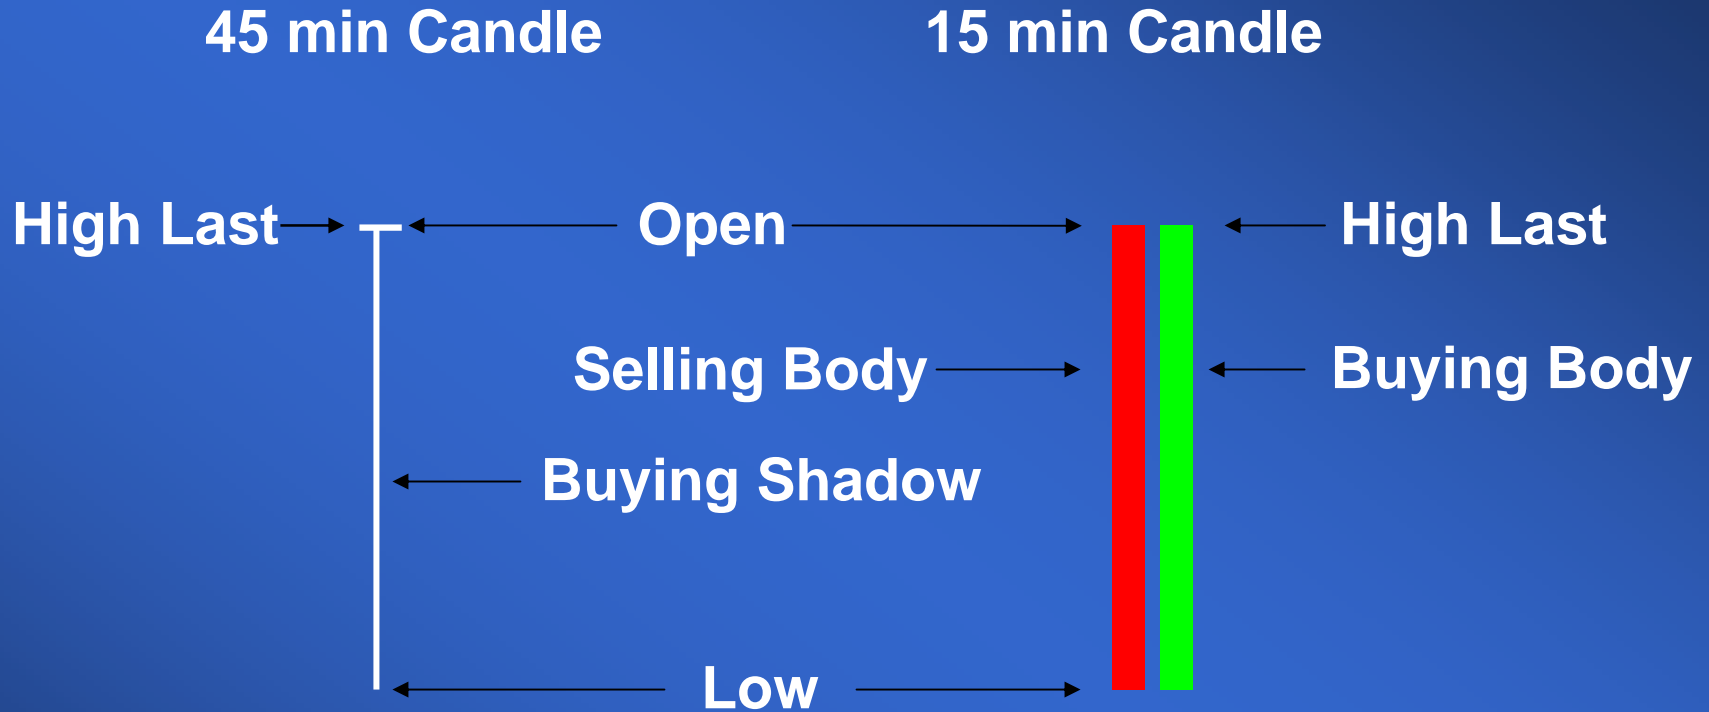 45 min Candle
15 min Candle
High Last
Open
High Last
Selling Body
Buying Body
Buying Shadow
Low